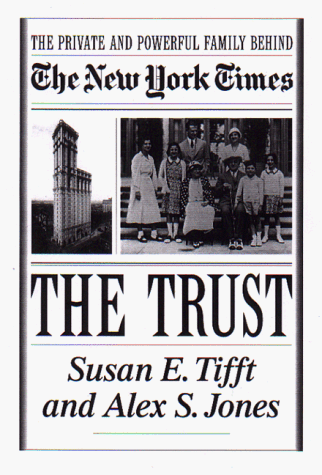 THE PRIVATE AND POWERFUL FAMILY BEHIND
The New York Times
THE TRUST
Susan E. Tifft
and Alex S. Jones